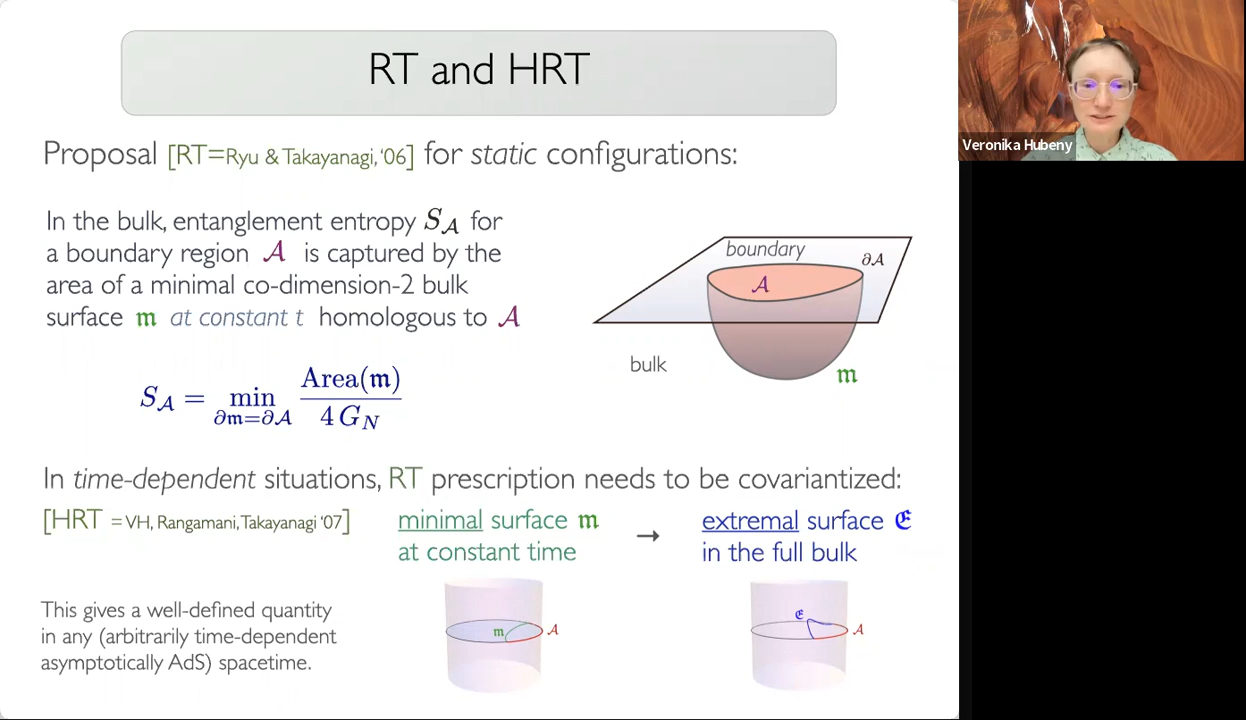 RT and HRT
Veronika Hubeny
Proposal [RT=Ryu & Takayanagi, ‘06] for static configurations:
In the bulk, entanglement entropy S_𝒜 for
a boundary region 𝒜 is captured by the
area of a minimal co-dimension-2 bulk
surface 𝔪 at constant t homologous to 𝒜
boundary
∂𝒜
𝒜
bulk
𝔪
S_𝒜 = min_{∂𝔪=∂𝒜} Area(𝔪) / 4 G_N
In time-dependent situations, RT prescription needs to be covariantized:
[HRT = VH, Rangamani, Takayanagi ‘07]
minimal surface 𝔪
at constant time
→
extremal surface 𝕰
in the full bulk
This gives a well-defined quantity
in any (arbitrarily time-dependent
asymptotically AdS) spacetime.
𝔪
𝒜
𝕰
𝒜